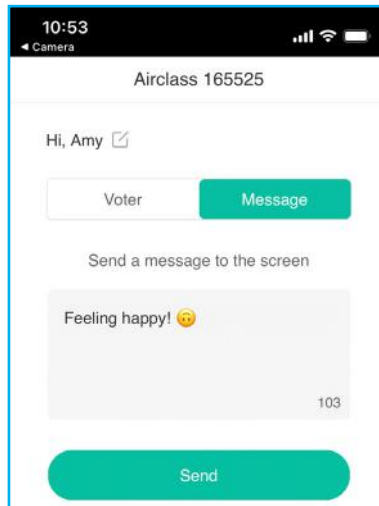 10:53
◀ Camera
Airclass 165525
Hi, Amy
Voter
Message
Send a message to the screen
Feeling happy! 🙃
103
Send